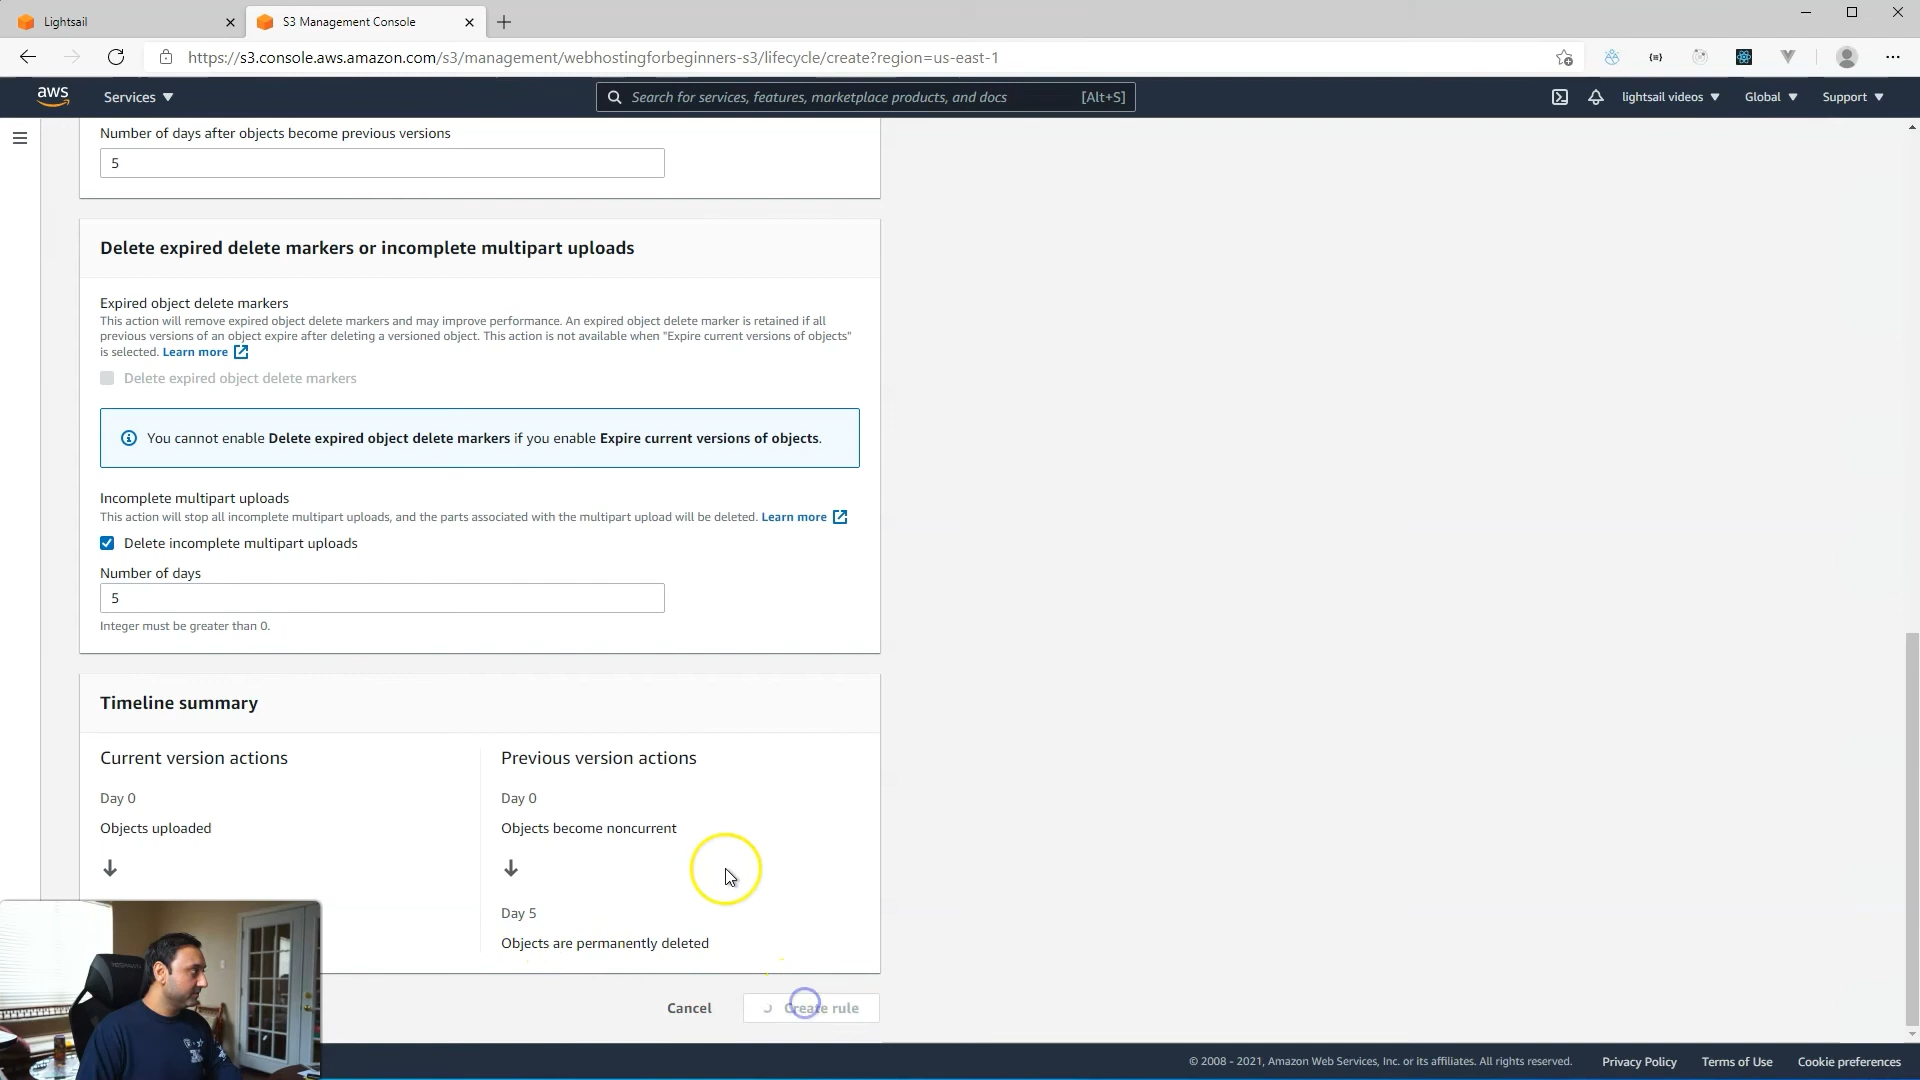 Lightsail
S3 Management Console
https://s3.console.aws.amazon.com/s3/management/webhostingforbeginners-s3/lifecycle/create?region=us-east-1
aws
Services
Search for services, features, marketplace products, and docs
[Alt+S]
lightsail videos
Global
Support
Number of days after objects become previous versions
5
Delete expired delete markers or incomplete multipart uploads
Expired object delete markers
This action will remove expired object delete markers and may improve performance. An expired object delete marker is retained if all
previous versions of an object expire after deleting a versioned object. This action is not available when "Expire current versions of objects"
is selected. Learn more
Delete expired object delete markers
You cannot enable Delete expired object delete markers if you enable Expire current versions of objects.
Incomplete multipart uploads
This action will stop all incomplete multipart uploads, and the parts associated with the multipart upload will be deleted. Learn more
Delete incomplete multipart uploads
Number of days
5
Integer must be greater than 0.
Timeline summary
Current version actions
Day 0
Objects uploaded
Previous version actions
Day 0
Objects become noncurrent
Day 5
Objects are permanently deleted
Cancel
Create rule
© 2008 - 2021, Amazon Web Services, Inc. or its affiliates. All rights reserved.
Privacy Policy
Terms of Use
Cookie preferences